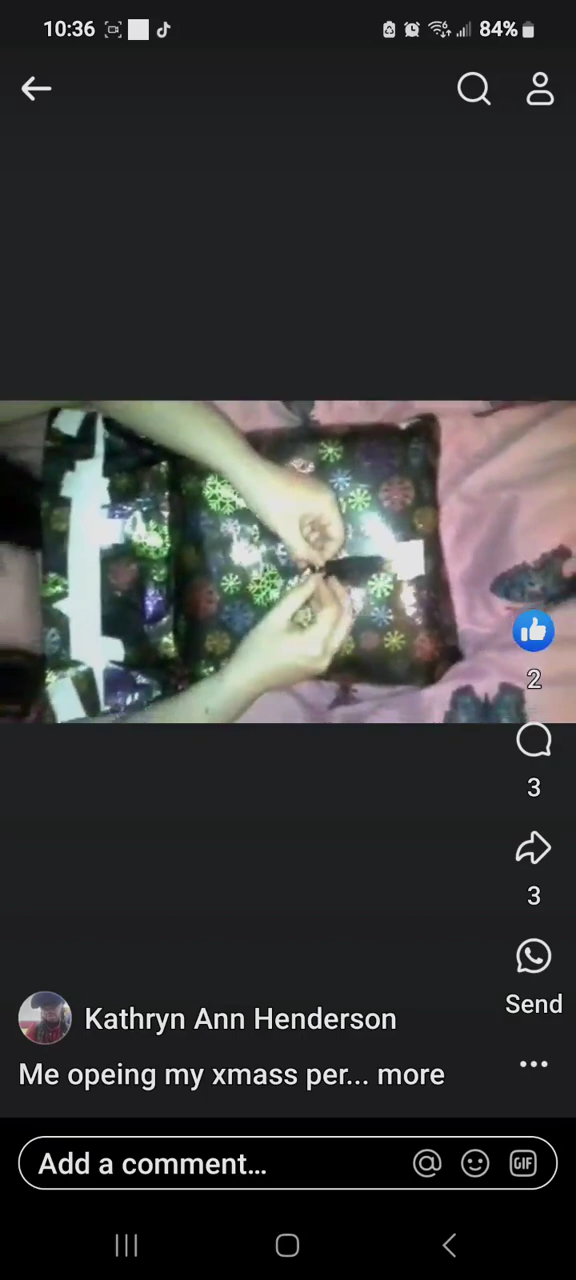 10:36 84%
2
3
3
Send
Kathryn Ann Henderson
Me opeing my xmass per... more
Add a comment... GIF